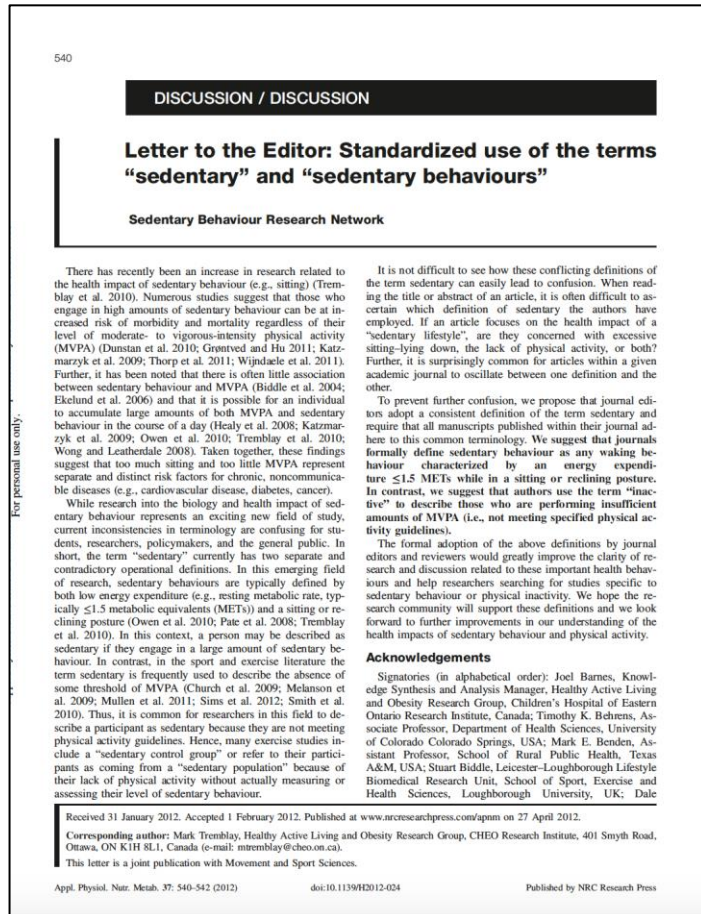 540
DISCUSSION / DISCUSSION
Letter to the Editor: Standardized use of the terms
“sedentary” and “sedentary behaviours”
Sedentary Behaviour Research Network
There has recently been an increase in research related to
the health impact of sedentary behaviour (e.g., sitting) (Trem-
blay et al. 2010). Numerous studies suggest that those who
engage in high amounts of sedentary behaviour can be at in-
creased risk of morbidity and mortality regardless of their
level of moderate- to vigorous-intensity physical activity
(MVPA) (Dunstan et al. 2010; Grøntved and Hu 2011; Katz-
marzyk et al. 2009; Thorp et al. 2011; Wijndaele et al. 2011).
Further, it has been noted that there is often little association
between sedentary behaviour and MVPA (Biddle et al. 2004;
Ekelund et al. 2006) and that it is possible for an individual
to accumulate large amounts of both MVPA and sedentary
behaviour in the course of a day (Healy et al. 2008; Katzmar-
zyk et al. 2009; Owen et al. 2010; Tremblay et al. 2010;
Wong and Leatherdale 2008). Taken together, these findings
suggest that too much sitting and too little MVPA represent
separate and distinct risk factors for chronic, noncommunica-
ble diseases (e.g., cardiovascular disease, diabetes, cancer).
While research into the biology and health impact of sed-
entary behaviour represents an exciting new field of study,
current inconsistencies in terminology are confusing for stu-
dents, researchers, policymakers, and the general public. In
short, the term “sedentary” currently has two separate and
contradictory operational definitions. In this emerging field
of research, sedentary behaviours are typically defined by
both low energy expenditure (e.g., resting metabolic rate, typ-
ically ≤1.5 metabolic equivalents (METs)) and a sitting or re-
clining posture (Owen et al. 2010; Pate et al. 2008; Tremblay
et al. 2010). In this context, a person may be described as
sedentary if they engage in a large amount of sedentary be-
haviour. In contrast, in the sport and exercise literature the
term sedentary is frequently used to describe the absence of
some threshold of MVPA (Church et al. 2009; Melanson et
al. 2009; Mullen et al. 2011; Sims et al. 2012; Smith et al.
2010). Thus, it is common for researchers in this field to de-
scribe a participant as sedentary because they are not meeting
physical activity guidelines. Hence, many exercise studies in-
clude a “sedentary control group” or refer to their partici-
pants as coming from a “sedentary population” because of
their lack of physical activity without actually measuring or
assessing their level of sedentary behaviour.
It is not difficult to see how these conflicting definitions of
the term sedentary can easily lead to confusion. When read-
ing the title or abstract of an article, it is often difficult to as-
certain which definition of sedentary the authors have
employed. If an article focuses on the health impact of a
“sedentary lifestyle”, are they concerned with excessive
sitting–lying down, the lack of physical activity, or both?
Further, it is surprisingly common for articles within a given
academic journal to oscillate between one definition and the
other.
To prevent further confusion, we propose that journal edi-
tors adopt a consistent definition of the term sedentary and
require that all manuscripts published within their journal ad-
here to this common terminology. We suggest that journals
formally define sedentary behaviour as any waking be-
haviour characterized by an energy expendi-
ture ≤1.5 METs while in a sitting or reclining posture.
In contrast, we suggest that authors use the term “inac-
tive” to describe those who are performing insufficient
amounts of MVPA (i.e., not meeting specified physical ac-
tivity guidelines).
The formal adoption of the above definitions by journal
editors and reviewers would greatly improve the clarity of re-
search and discussion related to these important health behav-
iours and help researchers searching for studies specific to
sedentary behaviour or physical inactivity. We hope the re-
search community will support these definitions and we look
forward to further improvements in our understanding of the
health impacts of sedentary behaviour and physical activity.
Acknowledgements
Signatories (in alphabetical order): Joel Barnes, Knowl-
edge Synthesis and Analysis Manager, Healthy Active Living
and Obesity Research Group, Children’s Hospital of Eastern
Ontario Research Institute, Canada; Timothy K. Behrens, As-
sociate Professor, Department of Health Sciences, University
of Colorado Colorado Springs, USA; Mark E. Benden, As-
sistant Professor, School of Rural Public Health, Texas
A&M, USA; Stuart Biddle, Leicester–Loughborough Lifestyle
Biomedical Research Unit, School of Sport, Exercise and
Health Sciences, Loughborough University, UK; Dale
For personal use only.
Received 31 January 2012. Accepted 1 February 2012. Published at www.nrcresearchpress.com/apnm on 27 April 2012.
Corresponding author: Mark Tremblay, Healthy Active Living and Obesity Research Group, CHEO Research Institute, 401 Smyth Road,
Ottawa, ON K1H 8L1, Canada (e-mail: mtremblay@cheo.on.ca).
This letter is a joint publication with Movement and Sport Sciences.
Appl. Physiol. Nutr. Metab. 37: 540–542 (2012) doi:10.1139/H2012-024 Published by NRC Research Press